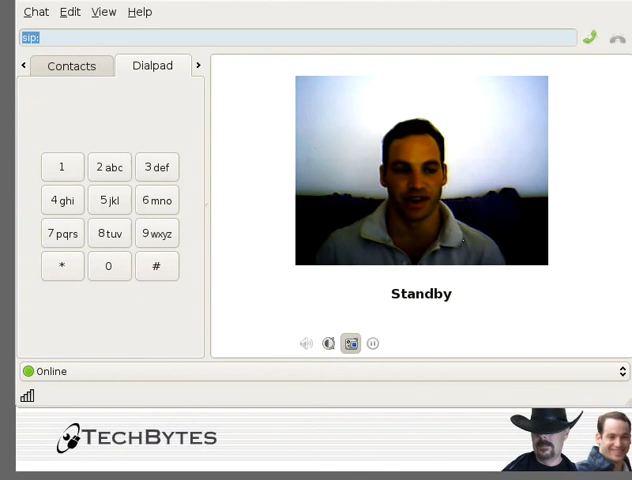 Chat Edit View Help
sip:
Contacts Dialpad
1 2 abc 3 def
4 ghi 5 jkl 6 mno
7 pqrs 8 tuv 9 wxyz
* 0 #
Standby
Online
TECHBYTES